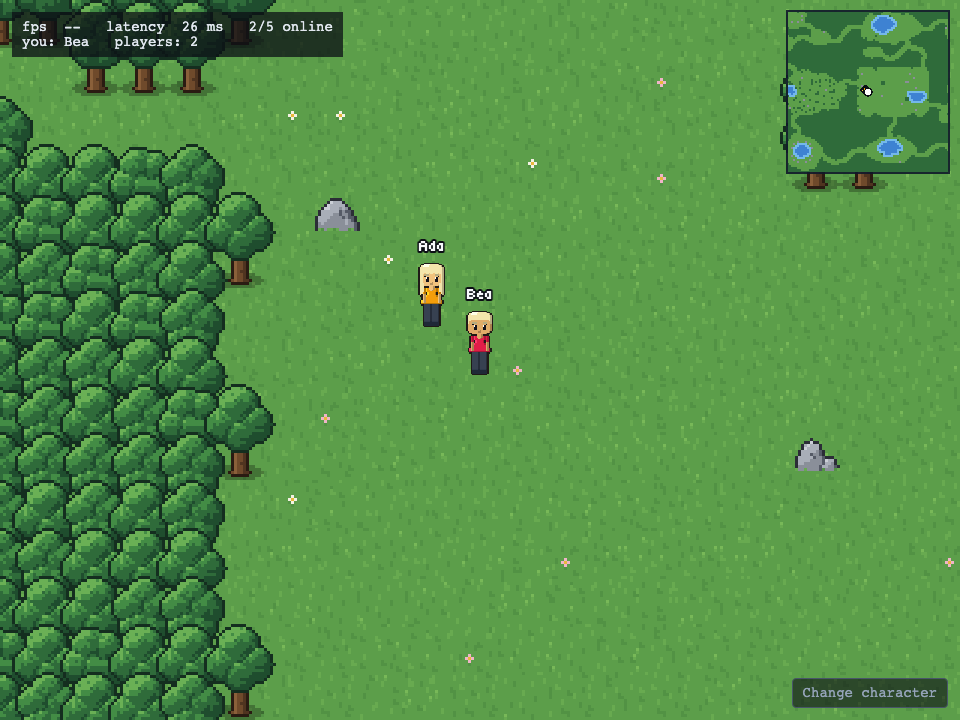 fps -- latency 26 ms 2/5 online
you: Bea players: 2
Ada
Bea
Change character